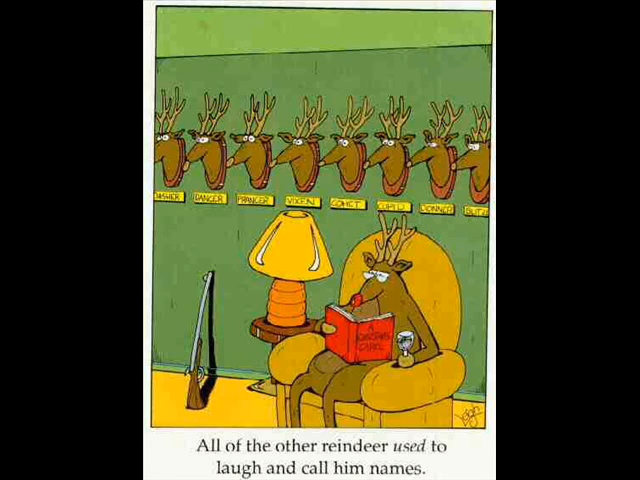 DASHER DANCER PRANCER VIXEN COMET CUPID DONNER
A
CHRISTMAS
CAROL
All of the other reindeer used to
laugh and call him names.